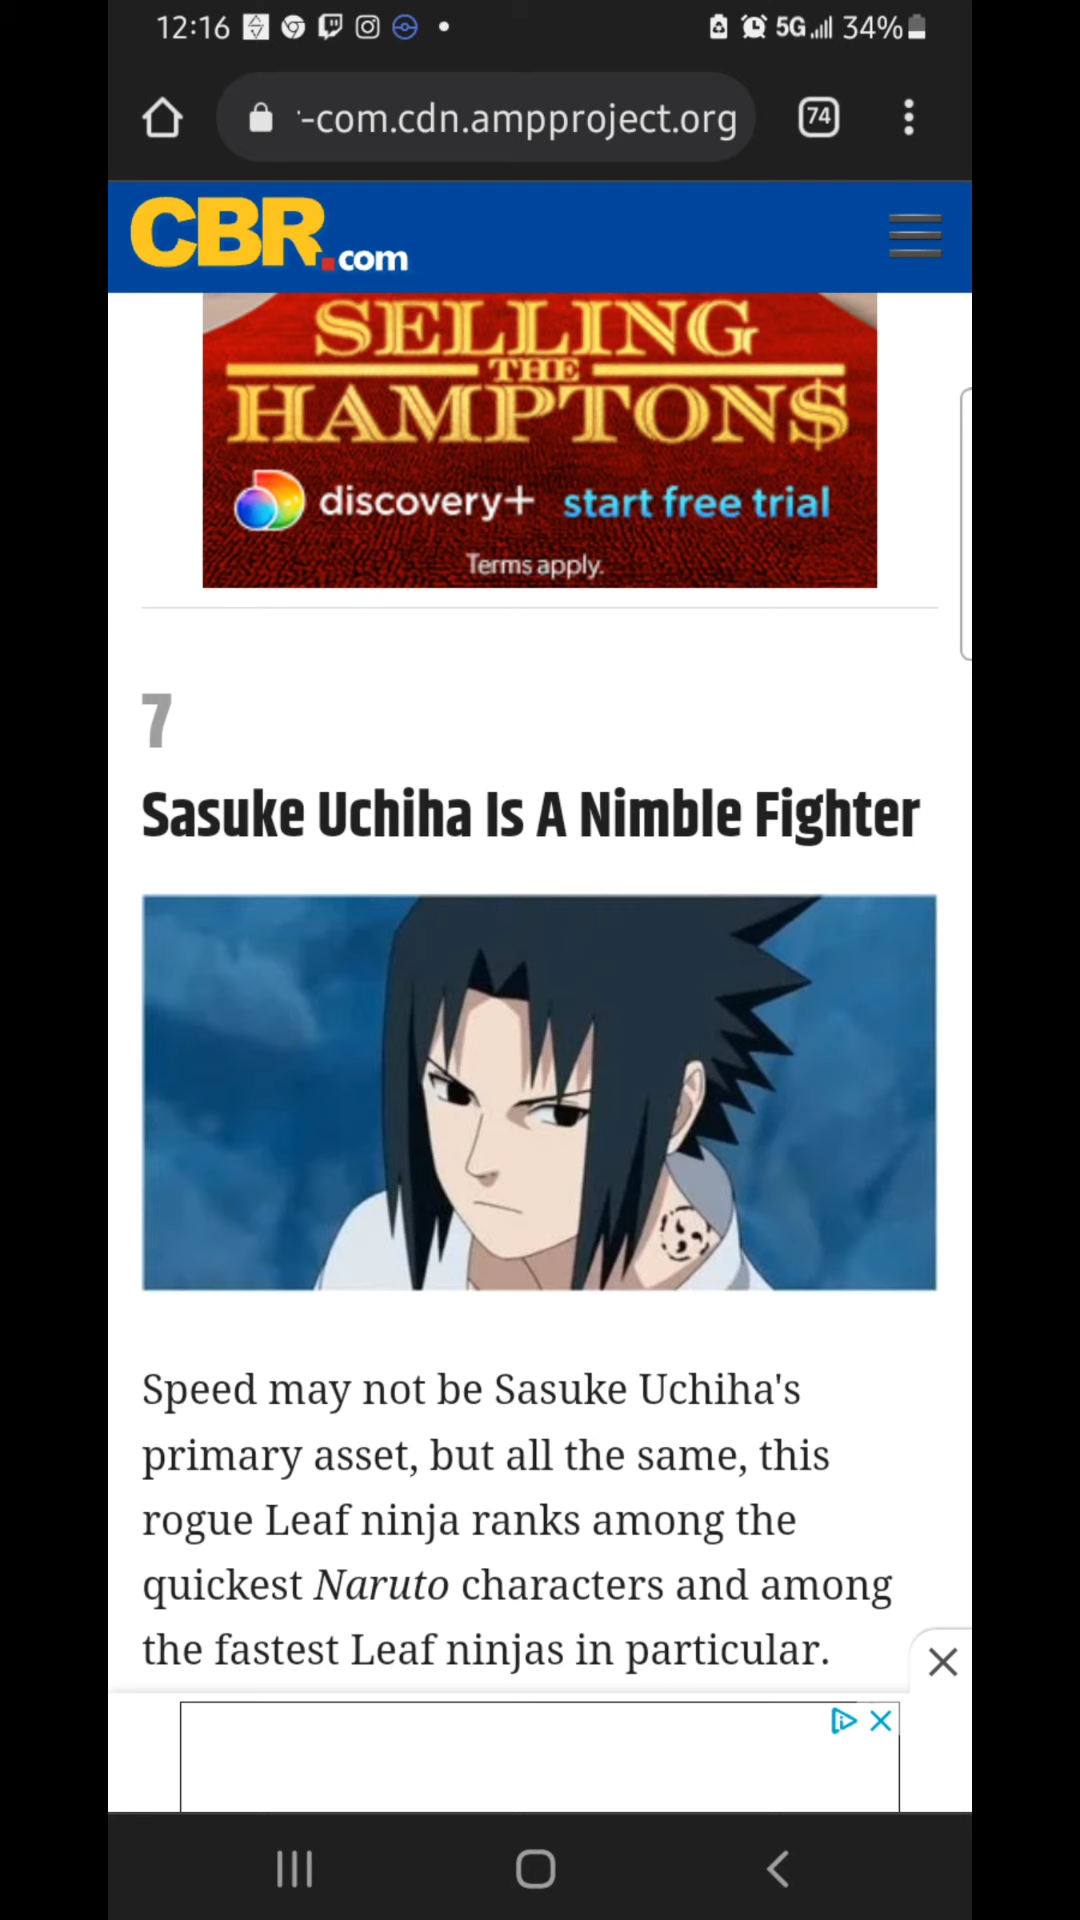 12:16
5G 34%
-com.cdn.ampproject.org
74
CBR.com
SELLING
THE
HAMPTON$
discovery+ start free trial
Terms apply.
7
Sasuke Uchiha Is A Nimble Fighter
Speed may not be Sasuke Uchiha's
primary asset, but all the same, this
rogue Leaf ninja ranks among the
quickest Naruto characters and among
the fastest Leaf ninjas in particular.